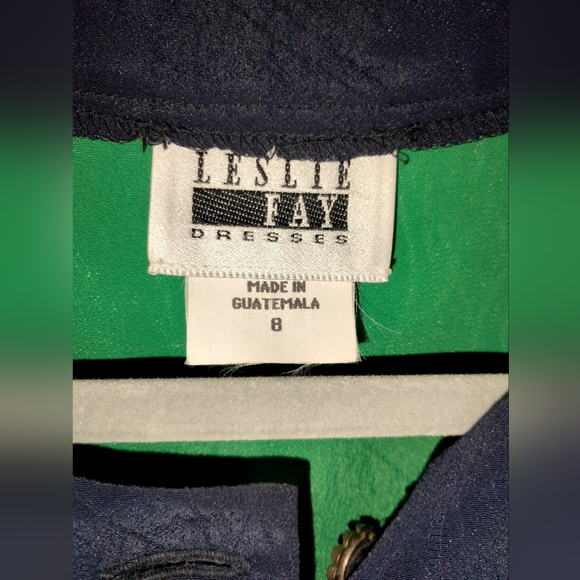 LESLIE
FAY
DRESSES
MADE IN
GUATEMALA
8